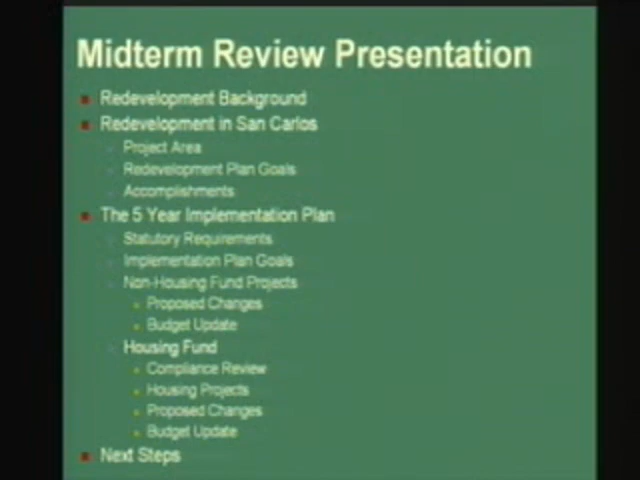 Midterm Review Presentation
Redevelopment Background
Redevelopment in San Carlos
Project Area
Redevelopment Plan Goals
Accomplishments
The 5 Year Implementation Plan
Statutory Requirements
Implementation Plan Goals
Non-Housing Fund Projects
Proposed Changes
Budget Update
Housing Fund
Compliance Review
Housing Projects
Proposed Changes
Budget Update
Next Steps